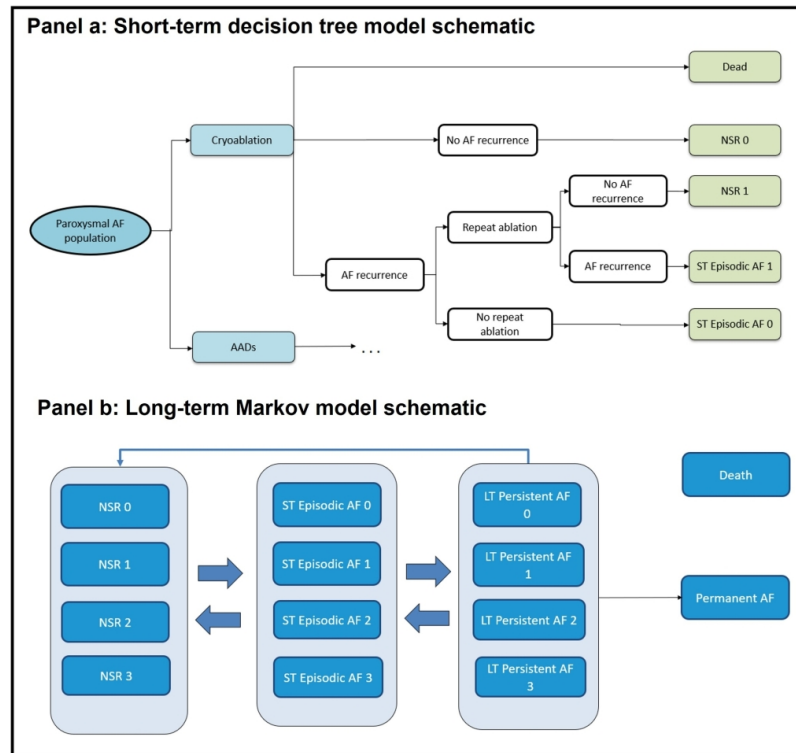 Panel a: Short-term decision tree model schematic
Dead
Cryoablation
No AF recurrence
NSR 0
No AF
recurrence
NSR 1
Paroxysmal AF
population
Repeat ablation
AF recurrence
AF recurrence
ST Episodic AF 1
No repeat
ablation
ST Episodic AF 0
AADs
...
Panel b: Long-term Markov model schematic
NSR 0
NSR 1
NSR 2
NSR 3
ST Episodic AF 0
ST Episodic AF 1
ST Episodic AF 2
ST Episodic AF 3
LT Persistent AF
0
LT Persistent AF
1
LT Persistent AF 2
LT Persistent AF
3
Death
Permanent AF